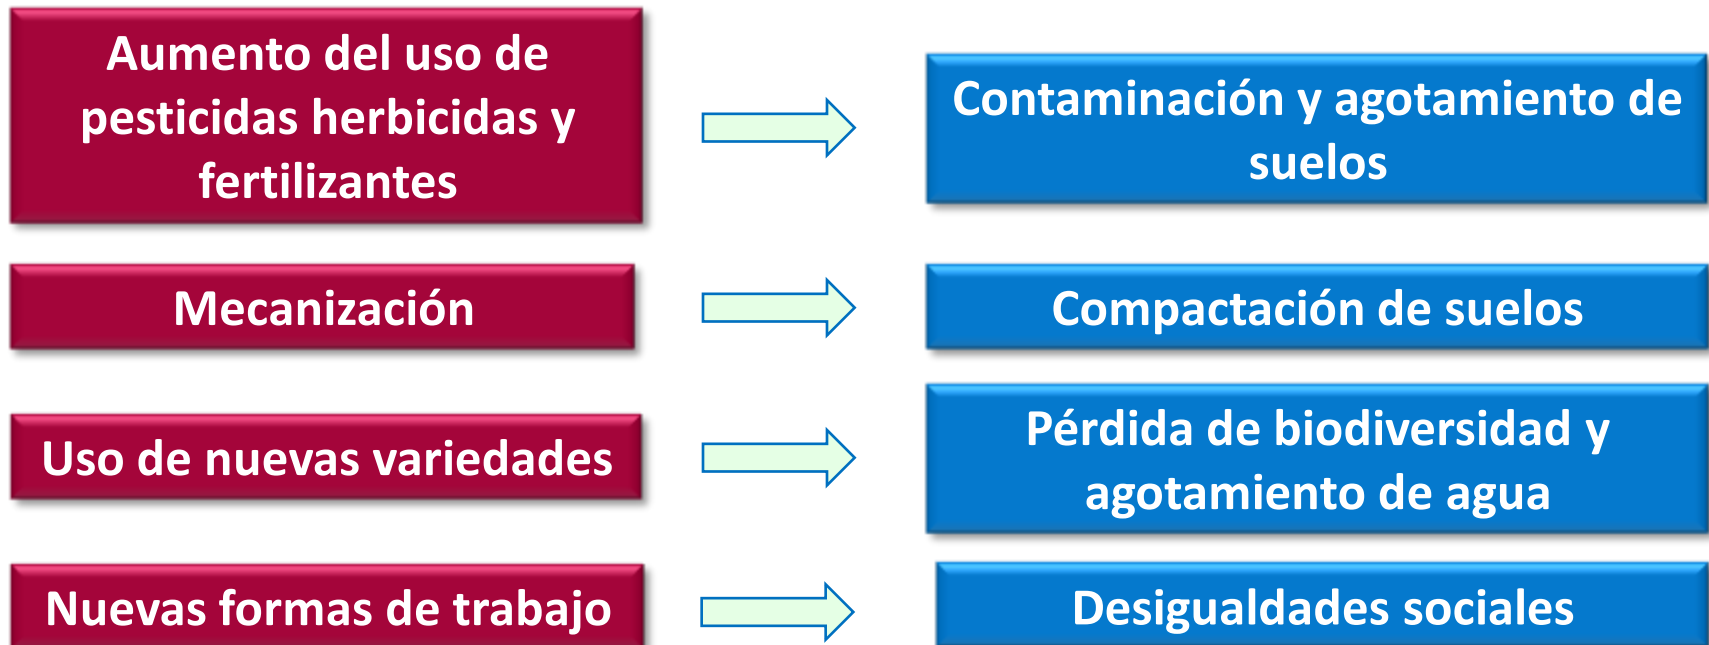 Aumento del uso de
pesticidas herbicidas y
fertilizantes
Contaminación y agotamiento de
suelos
Mecanización
Compactación de suelos
Uso de nuevas variedades
Pérdida de biodiversidad y
agotamiento de agua
Nuevas formas de trabajo
Desigualdades sociales